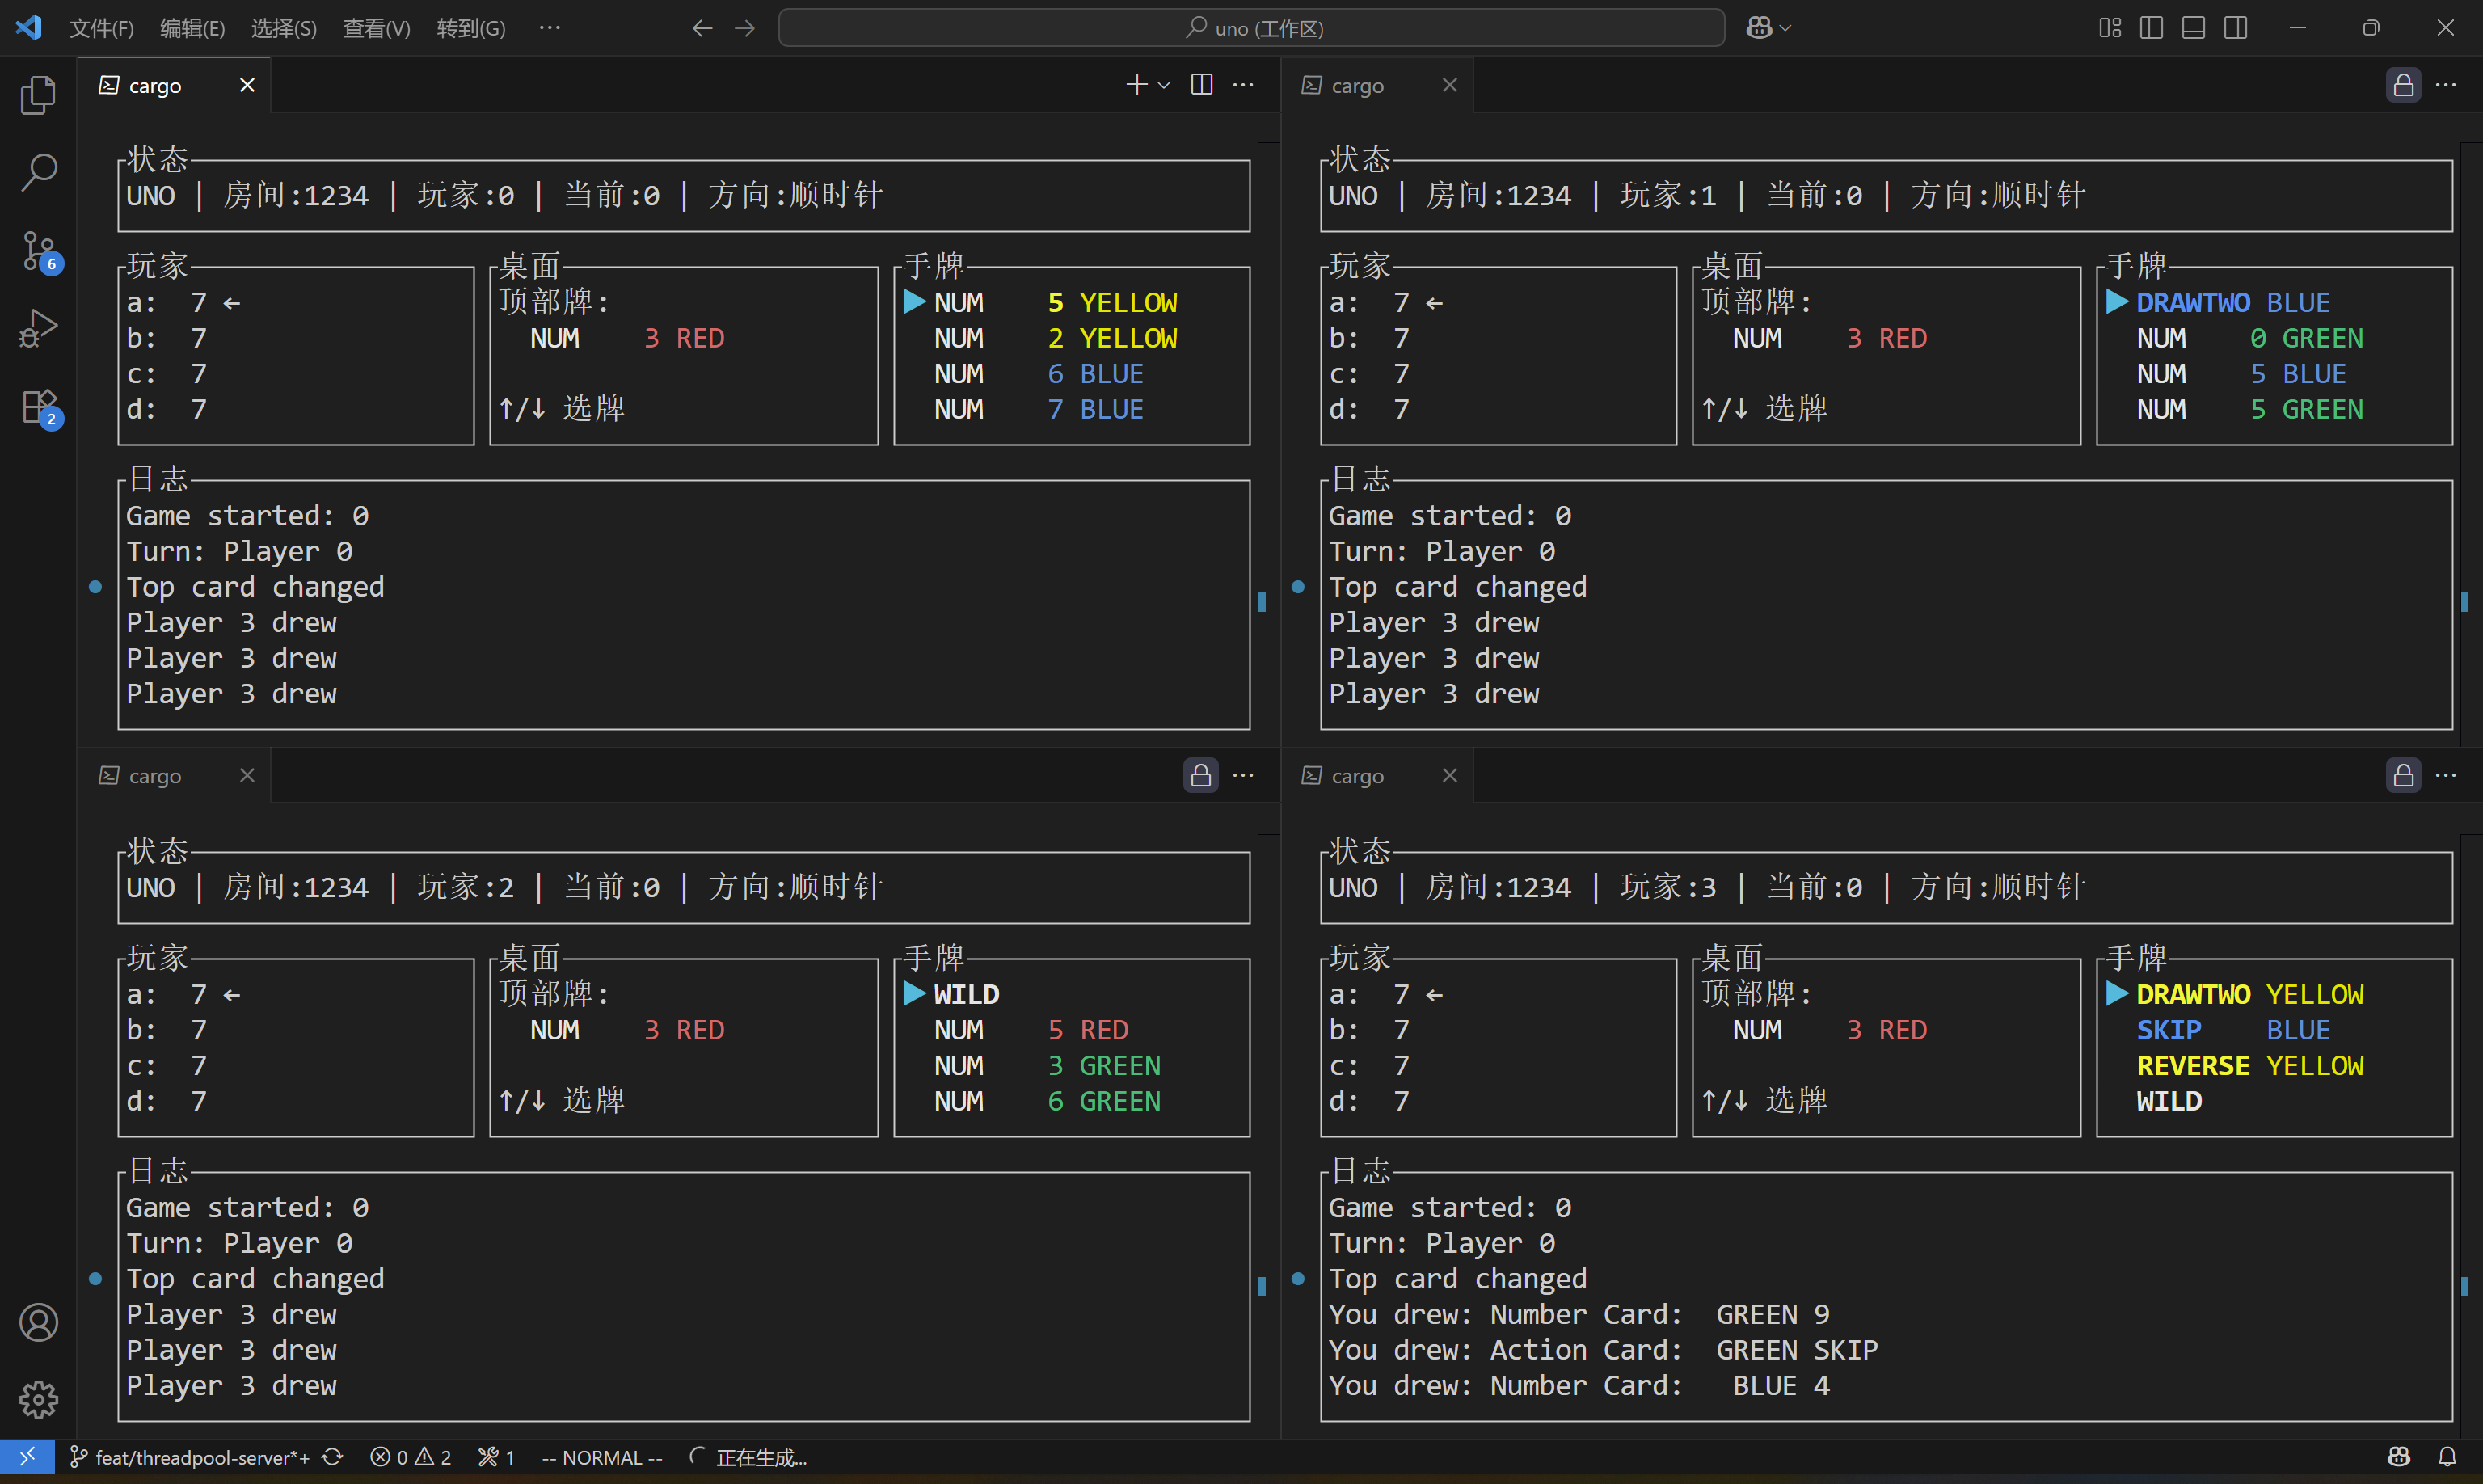 文件(F) 编辑(E) 选择(S) 查看(V) 转到(G) ··· uno (工作区)
cargo
状态
UNO | 房间:1234 | 玩家:0 | 当前:0 | 方向:顺时针
玩家
a: 7 ←
b: 7
c: 7
d: 7
桌面
顶部牌:
NUM 3 RED
↑/↓ 选牌
手牌
NUM 5 YELLOW
NUM 2 YELLOW
NUM 6 BLUE
NUM 7 BLUE
日志
Game started: 0
Turn: Player 0
Top card changed
Player 3 drew
Player 3 drew
Player 3 drew
cargo
状态
UNO | 房间:1234 | 玩家:1 | 当前:0 | 方向:顺时针
玩家
a: 7 ←
b: 7
c: 7
d: 7
桌面
顶部牌:
NUM 3 RED
↑/↓ 选牌
手牌
DRAWTWO BLUE
NUM 0 GREEN
NUM 5 BLUE
NUM 5 GREEN
日志
Game started: 0
Turn: Player 0
Top card changed
Player 3 drew
Player 3 drew
Player 3 drew
cargo
状态
UNO | 房间:1234 | 玩家:2 | 当前:0 | 方向:顺时针
玩家
a: 7 ←
b: 7
c: 7
d: 7
桌面
顶部牌:
NUM 3 RED
↑/↓ 选牌
手牌
WILD
NUM 5 RED
NUM 3 GREEN
NUM 6 GREEN
日志
Game started: 0
Turn: Player 0
Top card changed
Player 3 drew
Player 3 drew
Player 3 drew
cargo
状态
UNO | 房间:1234 | 玩家:3 | 当前:0 | 方向:顺时针
玩家
a: 7 ←
b: 7
c: 7
d: 7
桌面
顶部牌:
NUM 3 RED
↑/↓ 选牌
手牌
DRAWTWO YELLOW
SKIP BLUE
REVERSE YELLOW
WILD
日志
Game started: 0
Turn: Player 0
Top card changed
You drew: Number Card: GREEN 9
You drew: Action Card: GREEN SKIP
You drew: Number Card: BLUE 4
6
2
feat/threadpool-server*+ 0 2 1 -- NORMAL -- 正在生成...